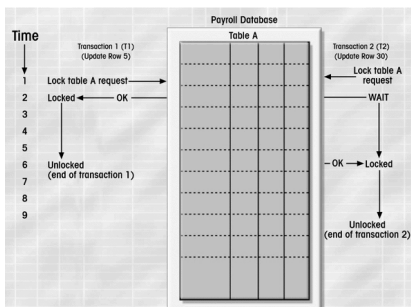 Payroll Database
Time
Table A
Transaction 1 (T1)
(Update Row 5)
Transaction 2 (T2)
(Update Row 30)
1 Lock table A request
Lock table A
request
2 Locked OK
WAIT
3
4
5
6 Unlocked
(end of transaction 1)
OK Locked
7
8
9
Unlocked
(end of transaction 2)